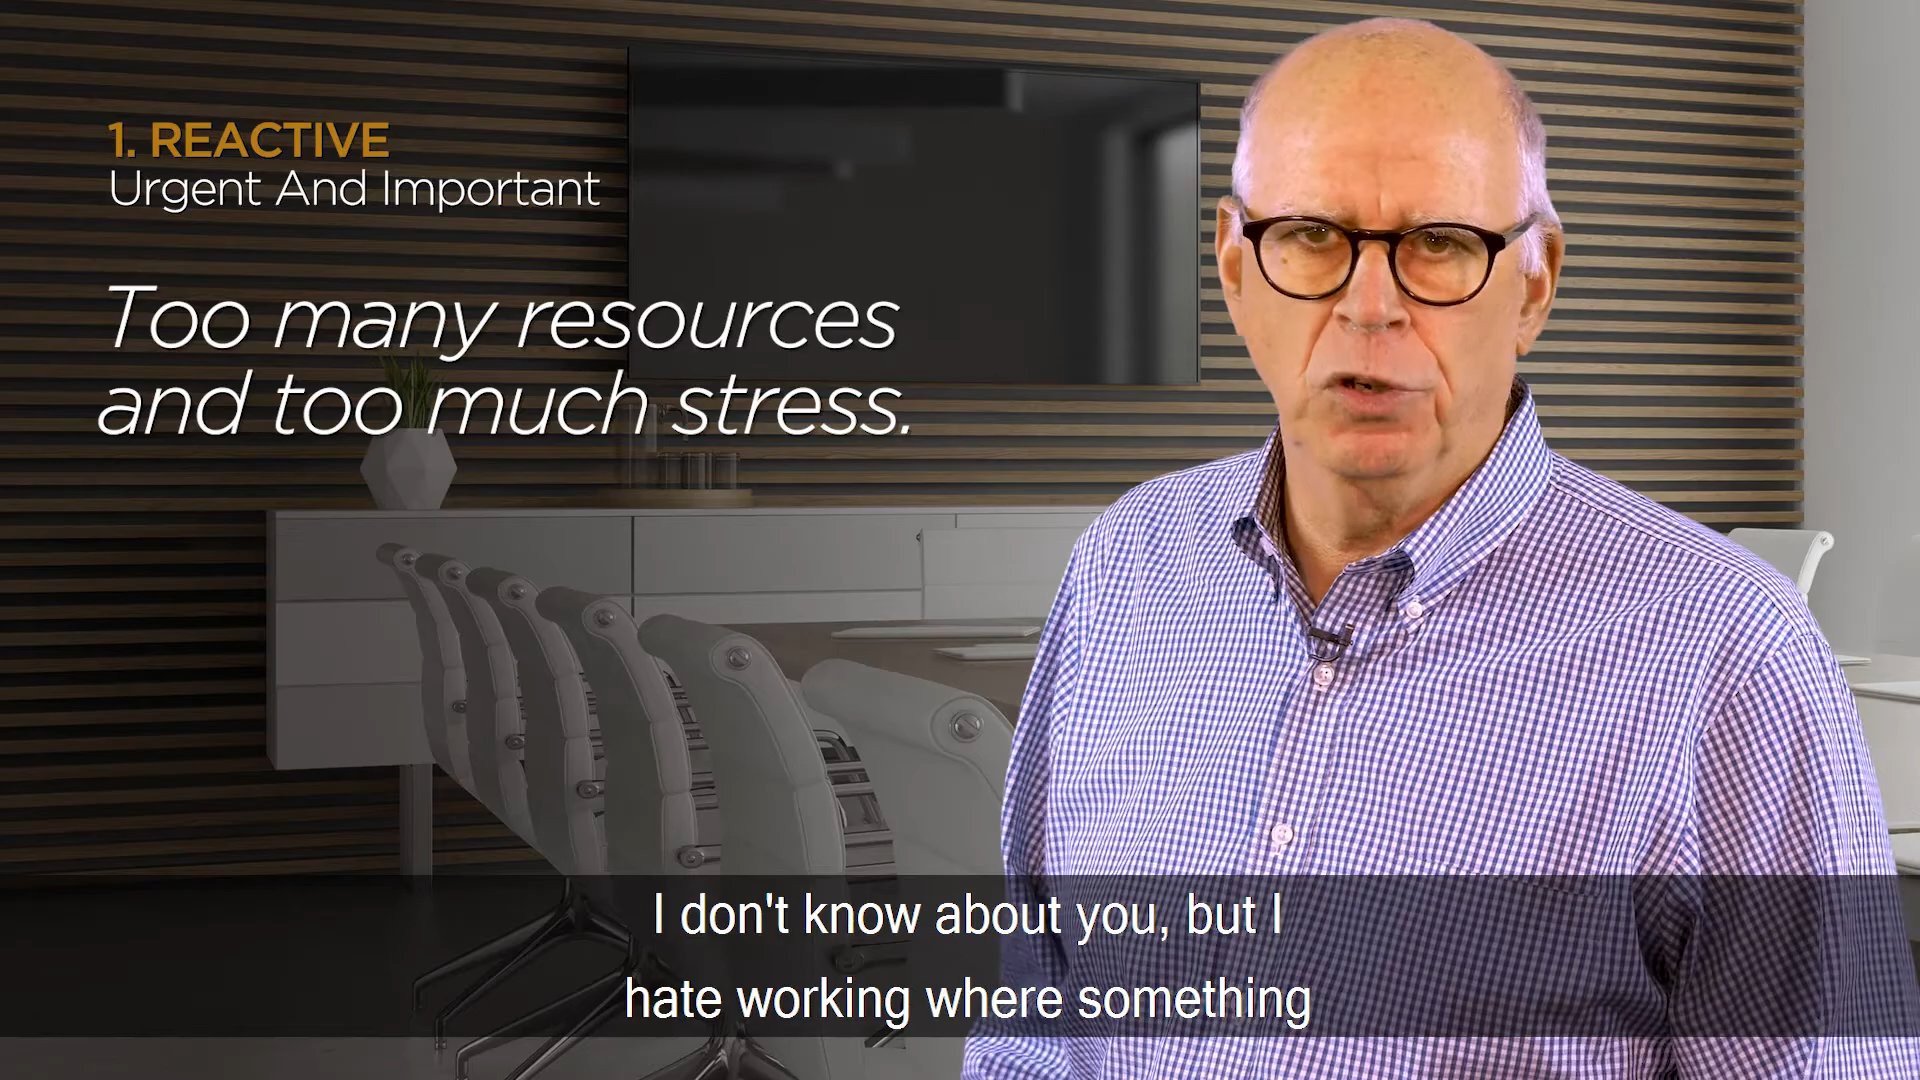 1. REACTIVE
Urgent And Important
Too many resources
and too much stress.
I don't know about you, but I
hate working where something